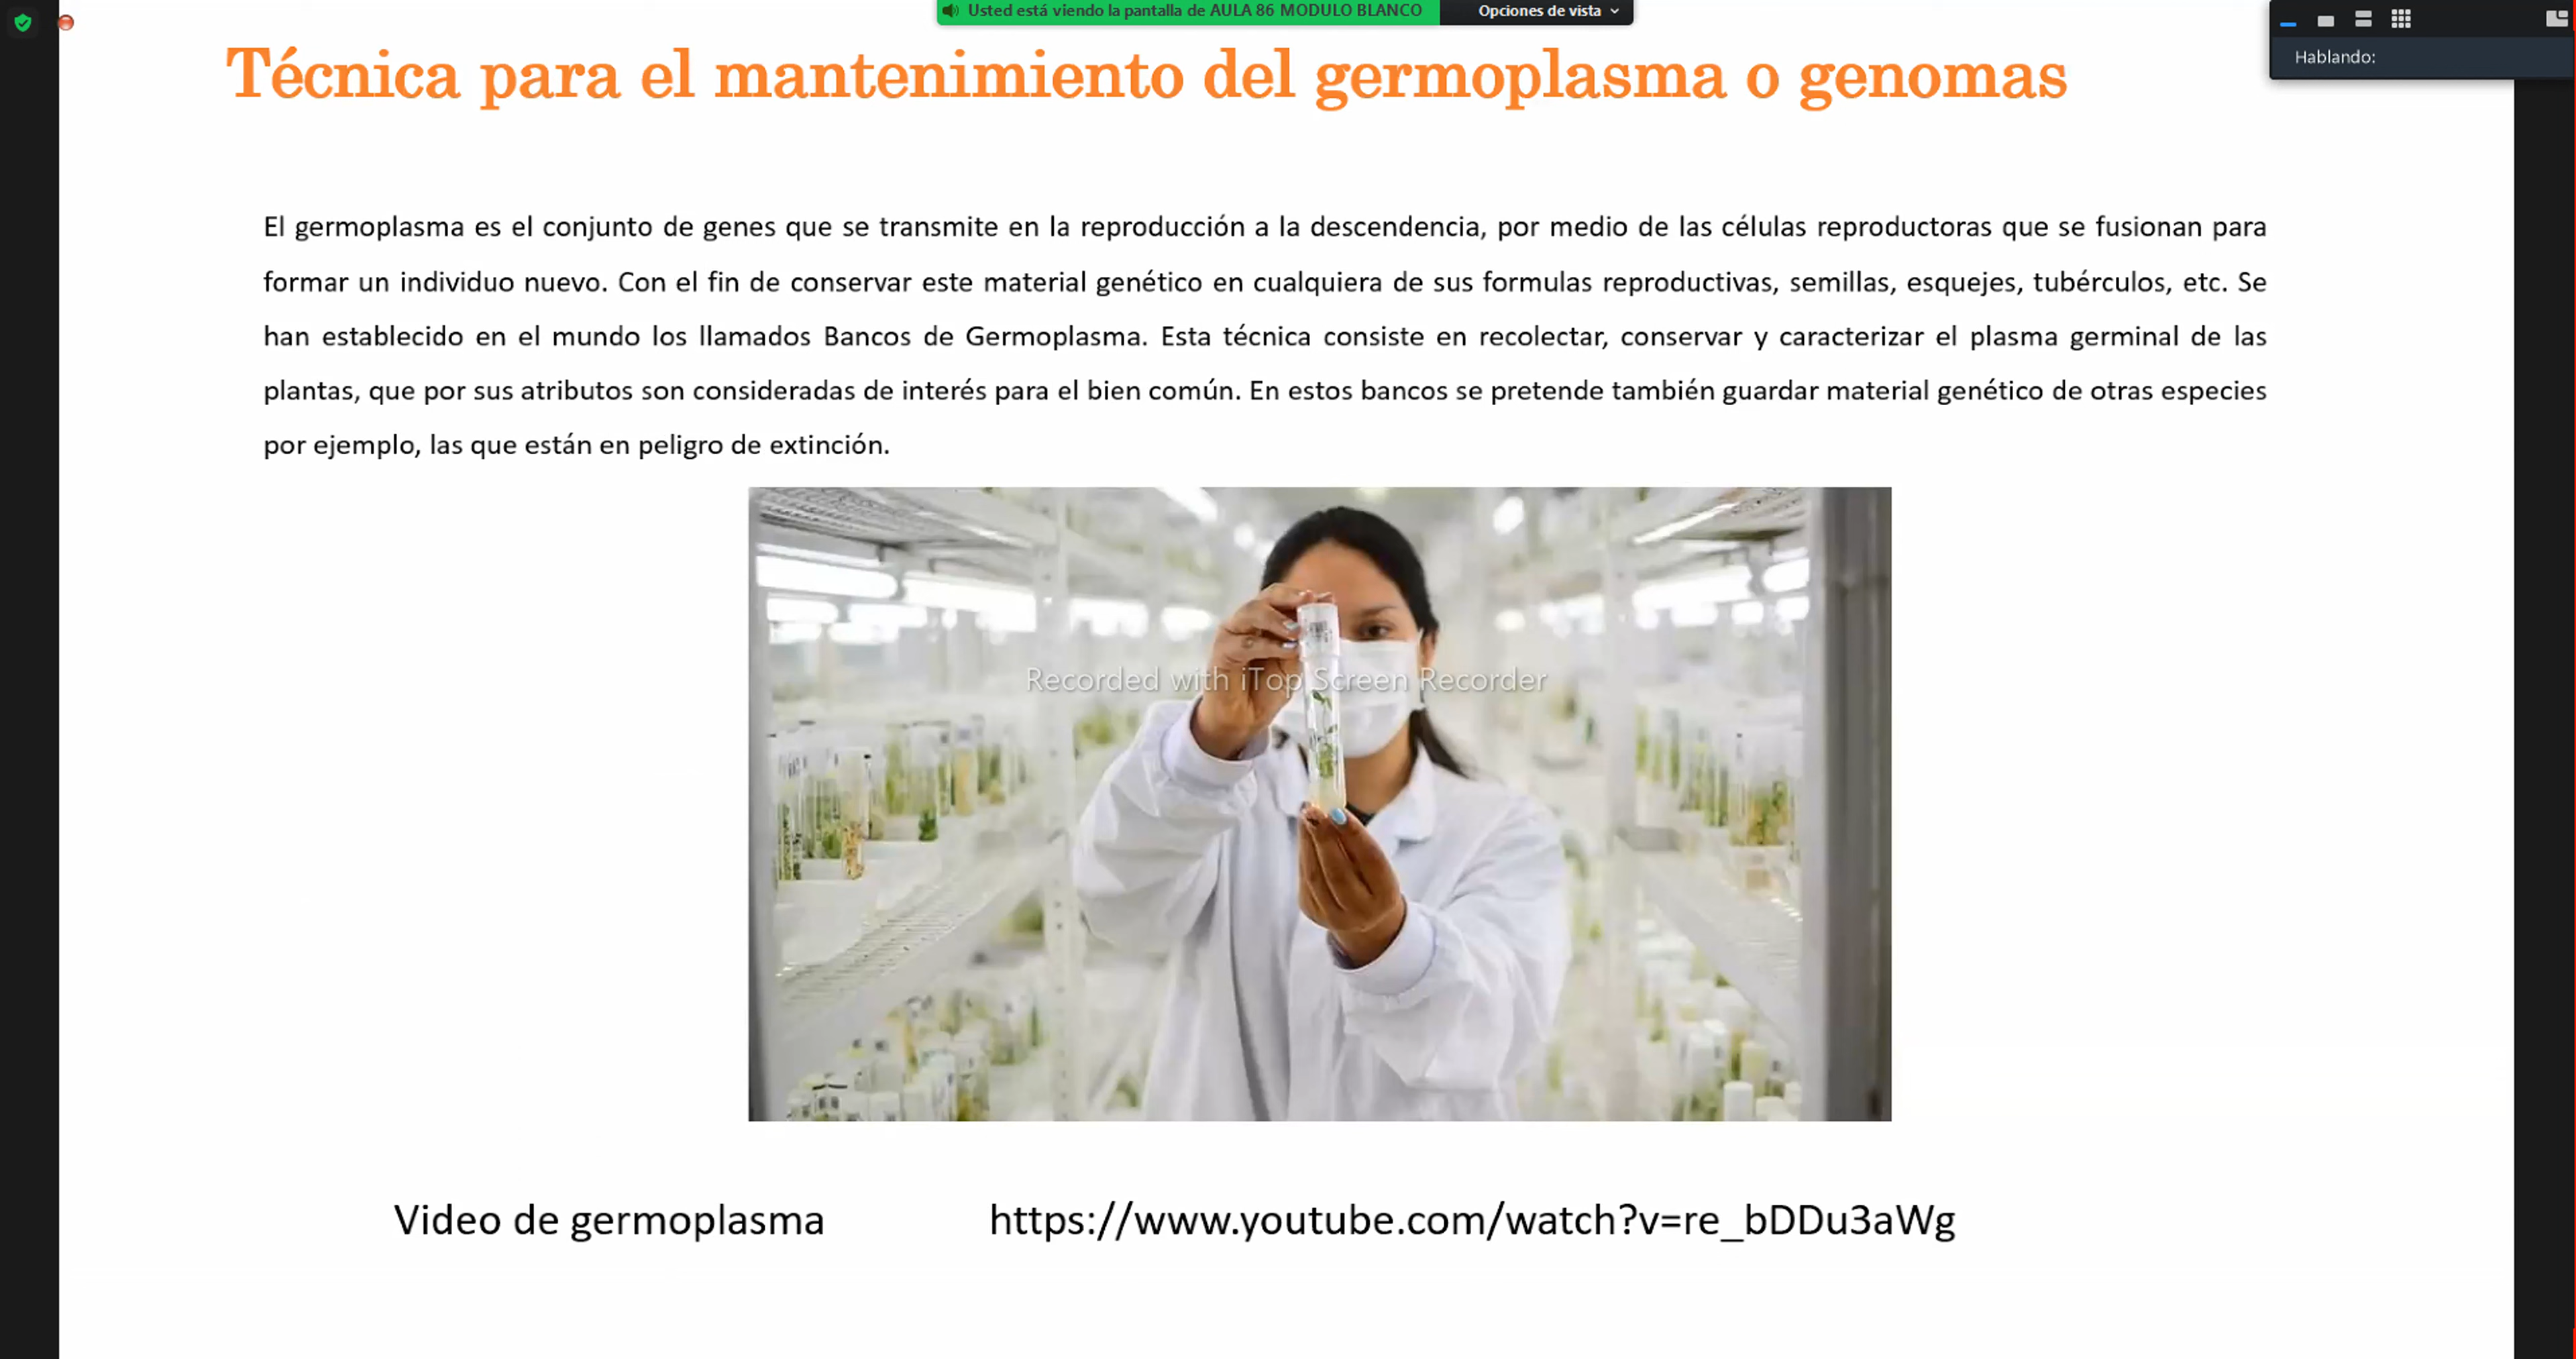 Usted está viendo la pantalla de AULA 86 MODULO BLANCO
Opciones de vista
Hablando:
Técnica para el mantenimiento del germoplasma o genomas
El germoplasma es el conjunto de genes que se transmite en la reproducción a la descendencia, por medio de las células reproductoras que se fusionan para
formar un individuo nuevo. Con el fin de conservar este material genético en cualquiera de sus formulas reproductivas, semillas, esquejes, tubérculos, etc. Se
han establecido en el mundo los llamados Bancos de Germoplasma. Esta técnica consiste en recolectar, conservar y caracterizar el plasma germinal de las
plantas, que por sus atributos son consideradas de interés para el bien común. En estos bancos se pretende también guardar material genético de otras especies
por ejemplo, las que están en peligro de extinción.
Recorded with iTop Screen Recorder
Video de germoplasma
https://www.youtube.com/watch?v=re_bDDu3aWg